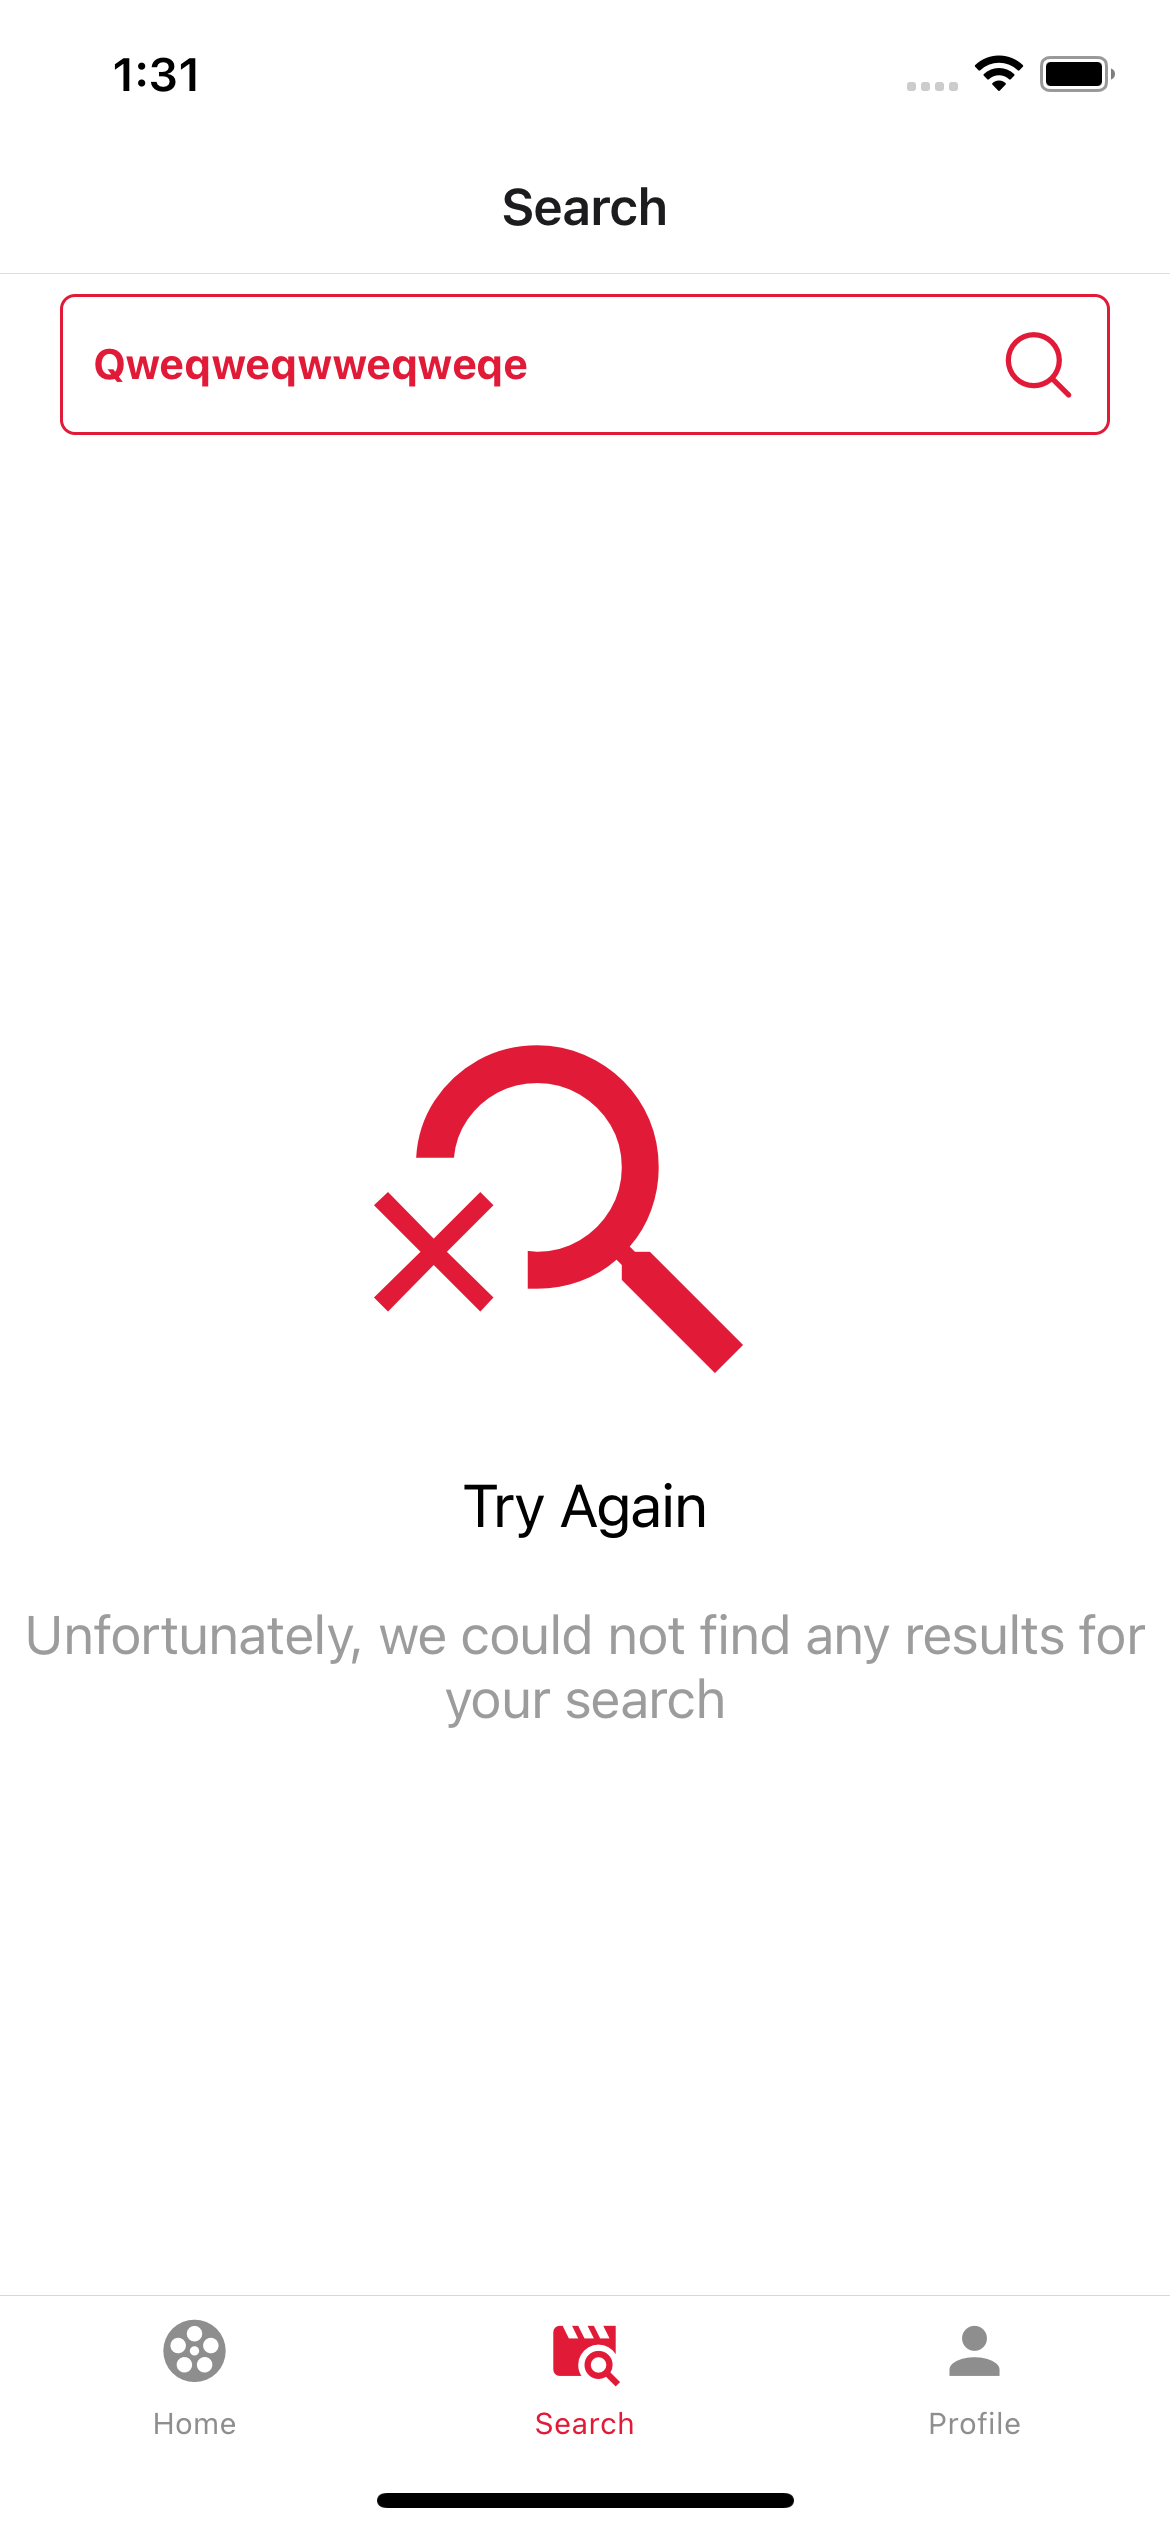 1:31
Search
Qweqweqwweqweqe
Try Again
Unfortunately, we could not find any results for
your search
Home
Search
Profile